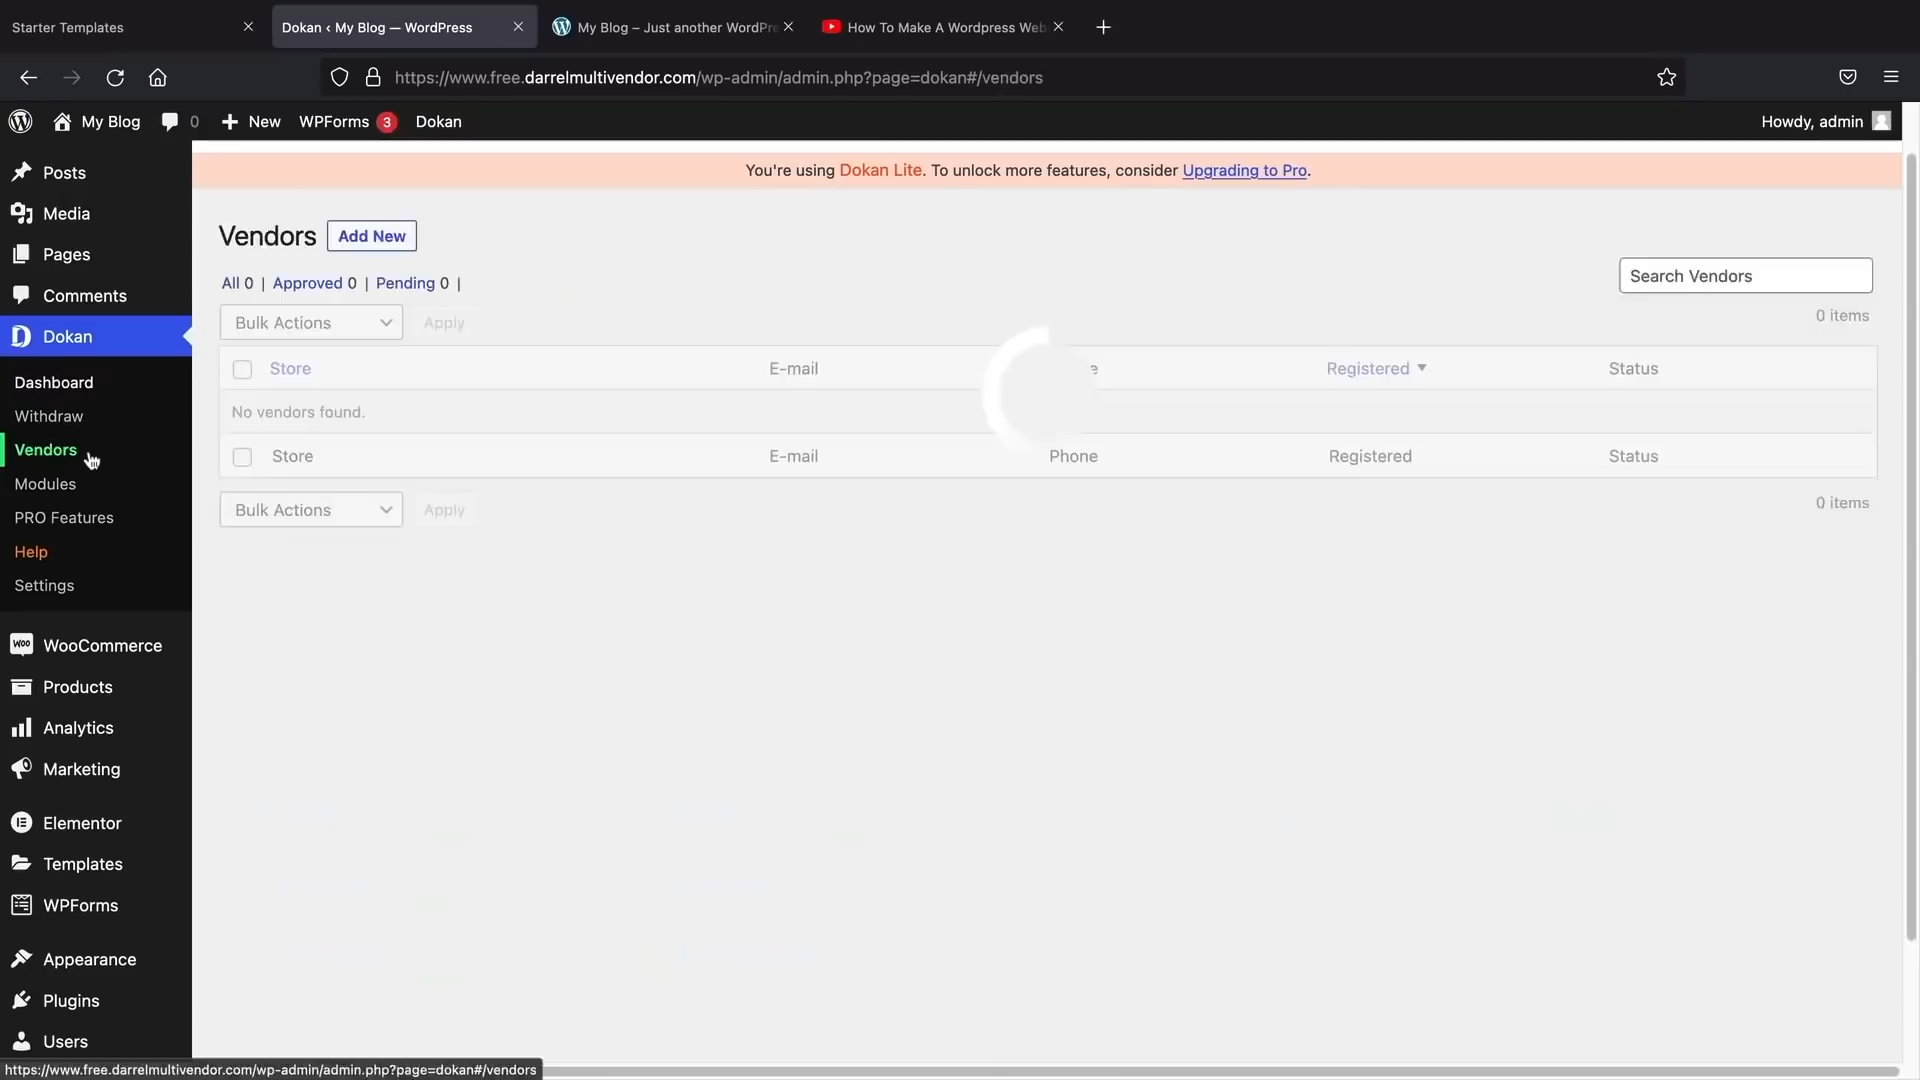 Starter Templates
Dokan ‹ My Blog — WordPress
My Blog – Just another WordPre
How To Make A Wordpress Web
https://www.free.darrelmultivendor.com/wp-admin/admin.php?page=dokan#/vendors
My Blog
0
New
WPForms 3
Dokan
Howdy, admin
Posts
Media
Pages
Comments
Dokan
Dashboard
Withdraw
Vendors
Modules
PRO Features
Help
Settings
WooCommerce
Products
Analytics
Marketing
Elementor
Templates
WPForms
Appearance
Plugins
Users
You're using Dokan Lite. To unlock more features, consider Upgrading to Pro.
Vendors Add New
All 0 | Approved 0 | Pending 0 |
Search Vendors
Bulk Actions Apply
0 items
Store E-mail Registered Status
No vendors found.
Store E-mail Phone Registered Status
Bulk Actions Apply
0 items
https://www.free.darrelmultivendor.com/wp-admin/admin.php?page=dokan#/vendors